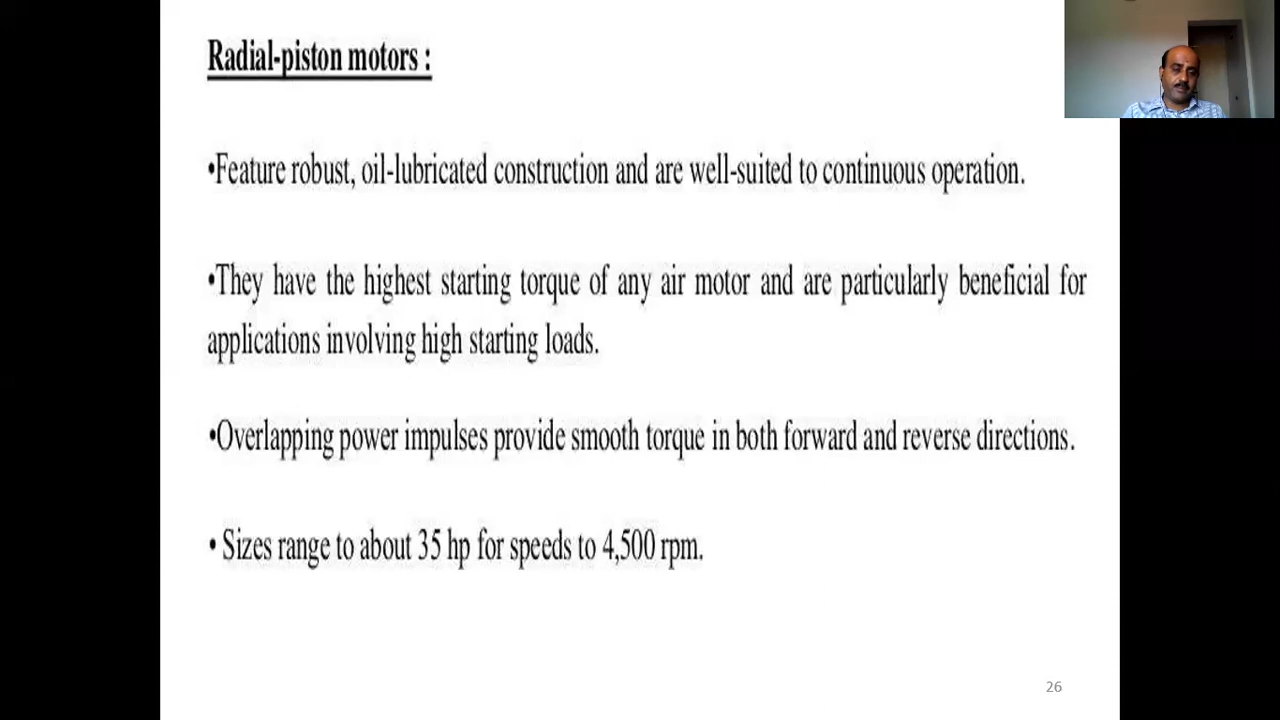 Radial-piston motors :
•Feature robust, oil-lubricated construction and are well-suited to continuous operation.
•They have the highest starting torque of any air motor and are particularly beneficial for
applications involving high starting loads.
•Overlapping power impulses provide smooth torque in both forward and reverse directions.
• Sizes range to about 35 hp for speeds to 4,500 rpm.
26